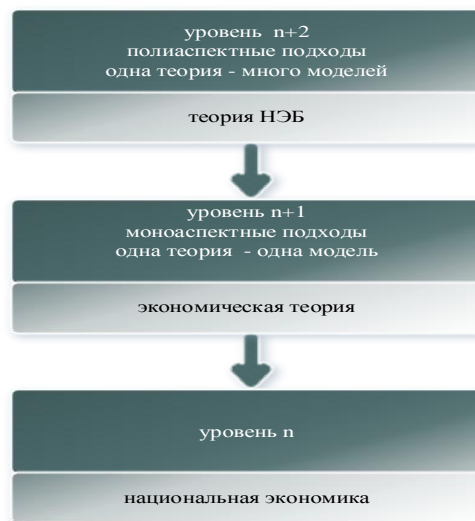 уровень n+2
полиаспектные подходы
одна теория - много моделей
теория НЭБ
уровень n+1
моноаспектные подходы
одна теория - одна модель
экономическая теория
уровень n
национальная экономика